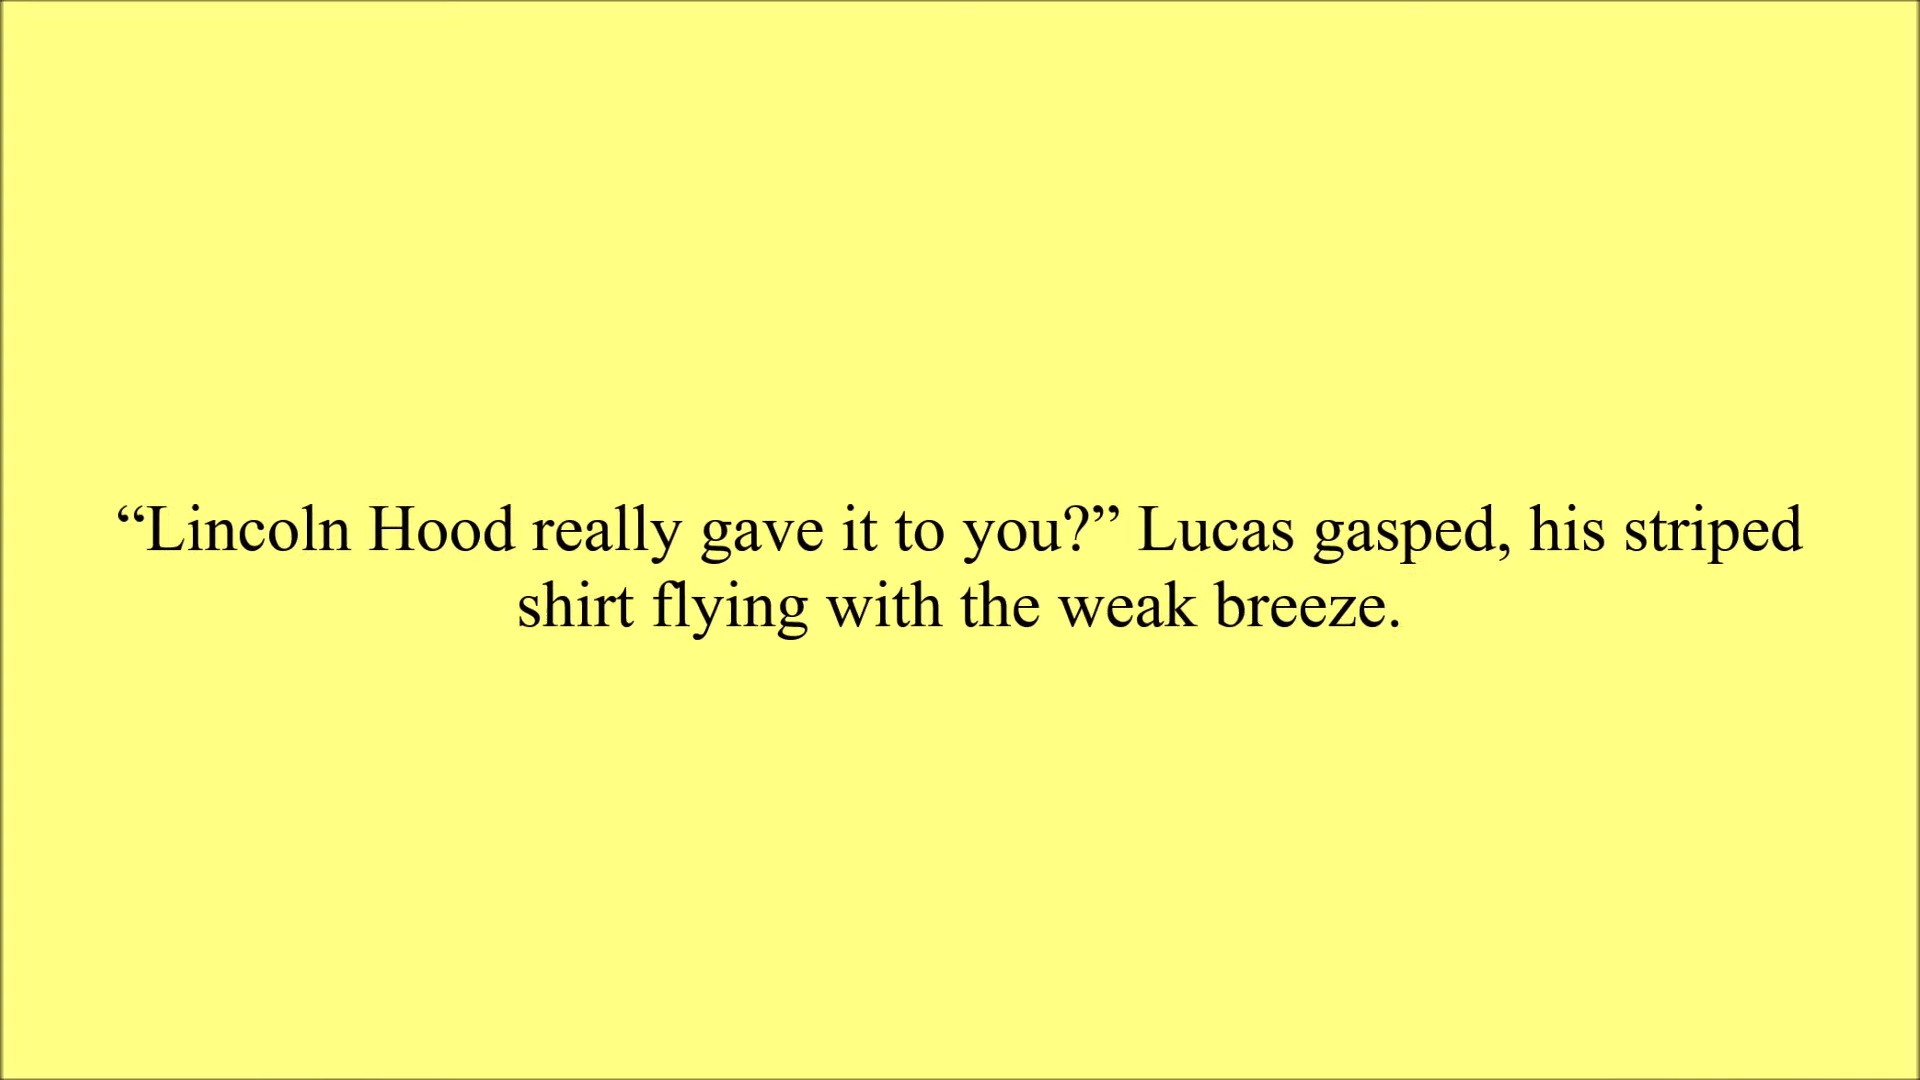 “Lincoln Hood really gave it to you?” Lucas gasped, his striped
shirt flying with the weak breeze.